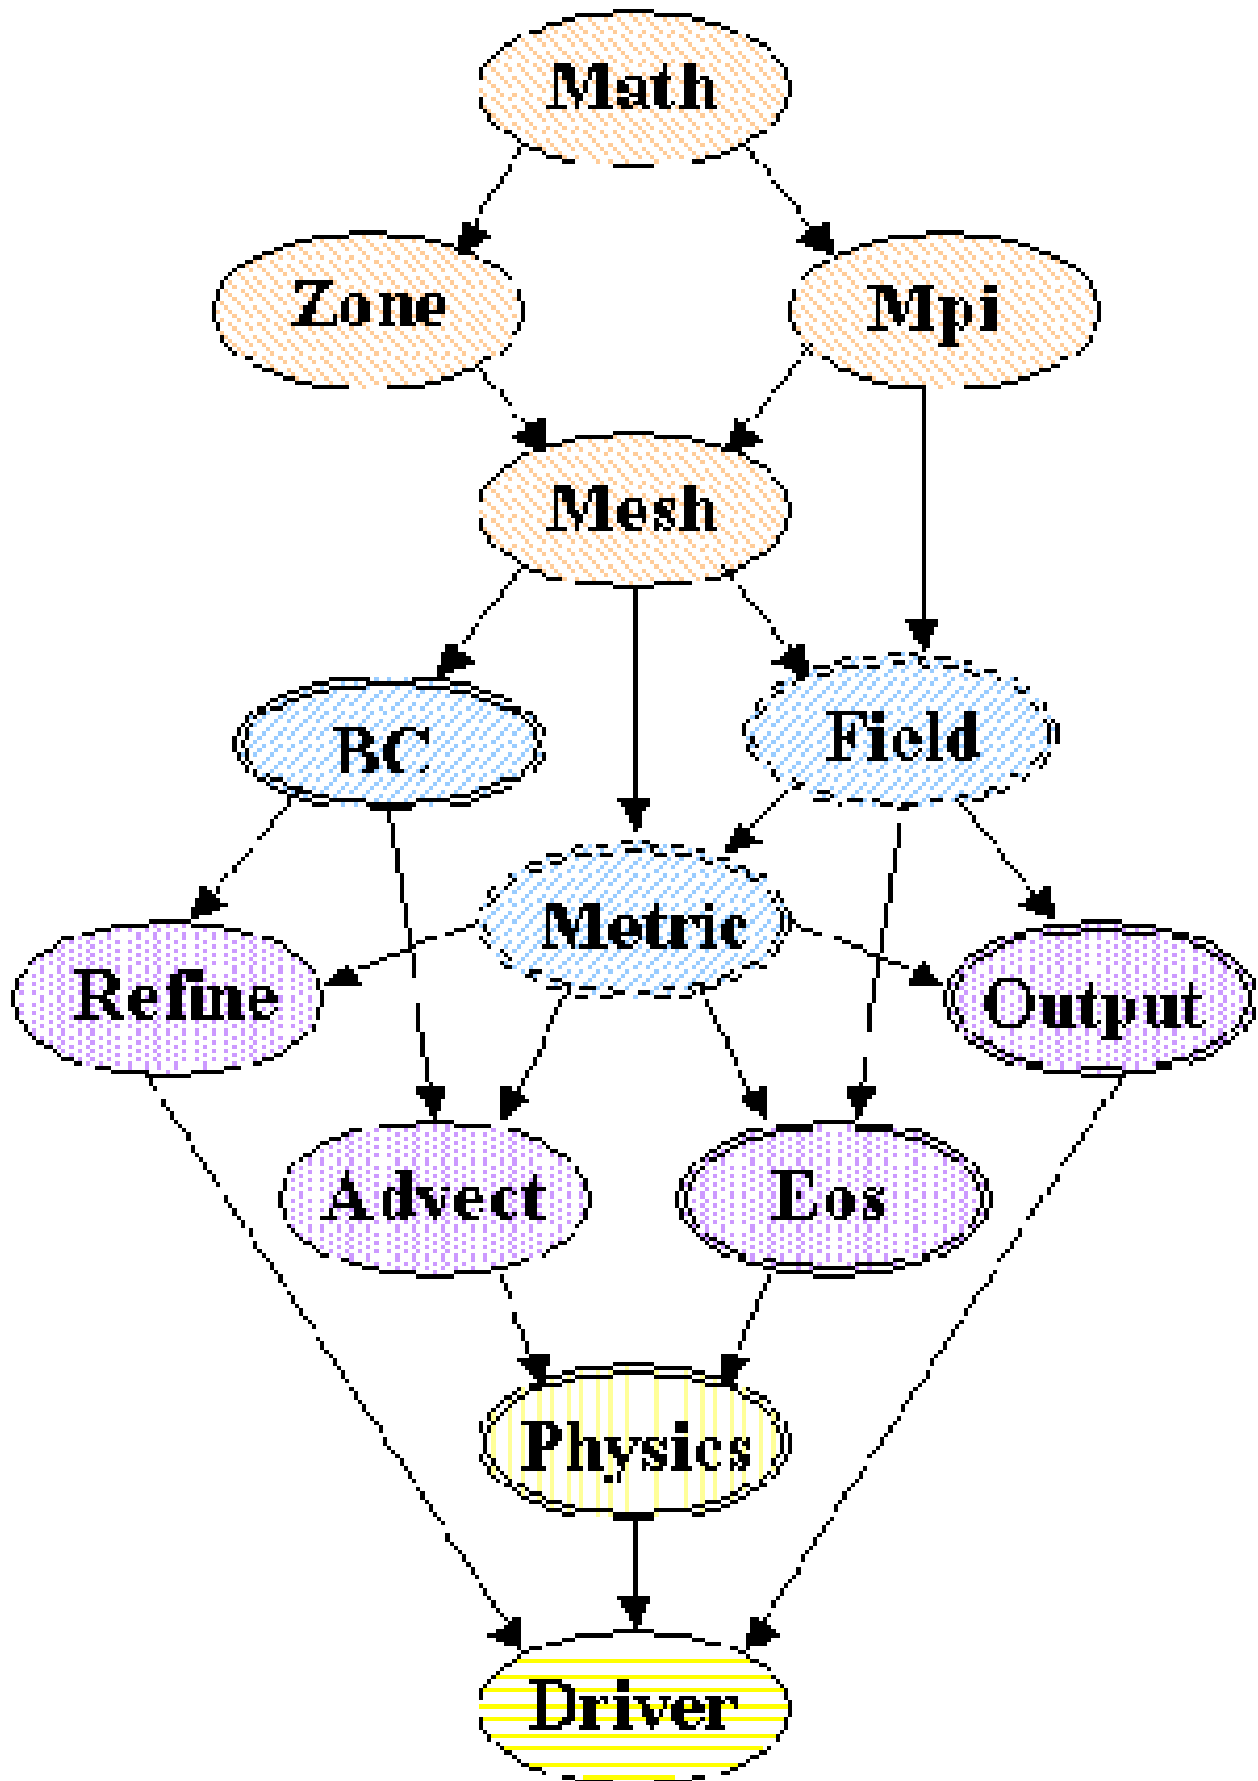 Math
Zone
Mpi
Mesh
BC
Field
Metric
Refine
Output
Advect
Eos
Physics
Driver